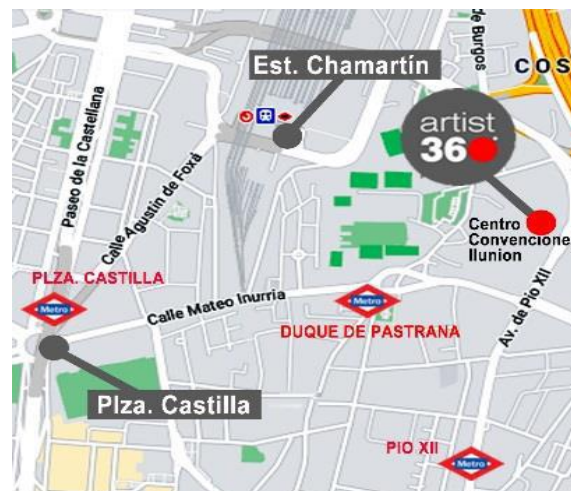 de Burgos
Est. Chamartín
COS
artist
360
Paseo de la Castellana
Calle Agustín de Foxá
Centro
Convencione
Ilunion
PLZA. CASTILLA
Metro
Calle Mateo Inurria
Metro
DUQUE DE PASTRANA
Av. de Pio XII
Plza. Castilla
PIO XII
Metro